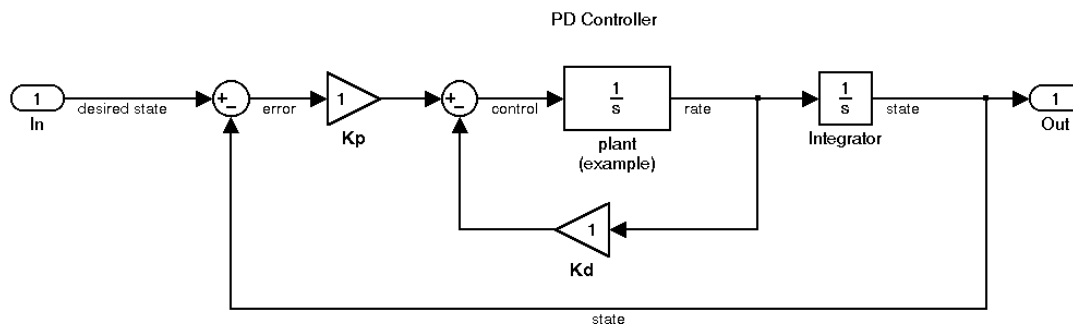 PD Controller
1
In
desired state
+
−
error
1
Kp
+
−
control
1
s
plant
(example)
rate
1
s
Integrator
state
1
Out
1
Kd
state